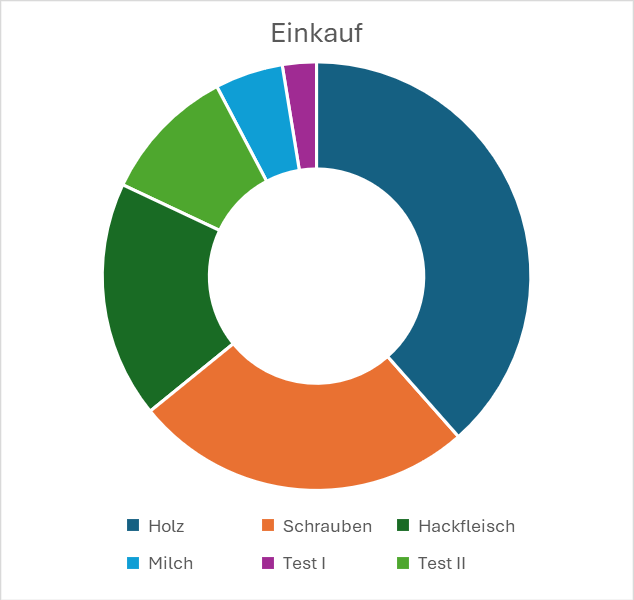 Einkauf
Holz Schrauben Hackfleisch
Milch Test I Test II